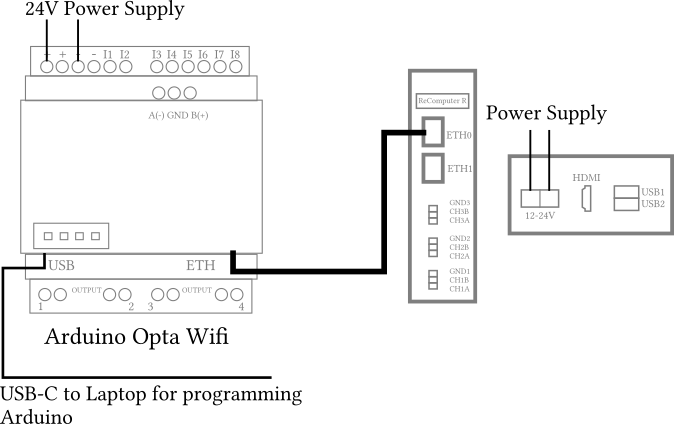 24V Power Supply
+ + - - I1 I2 I3 I4 I5 I6 I7 I8
A(-) GND B(+)
USB
ETH
OUTPUT
OUTPUT
1 2 3 4
Arduino Opta Wifi
USB-C to Laptop for programming
Arduino
ReComputer R
ETH0
ETH1
GND3
CH3B
CH3A
GND2
CH2B
CH2A
GND1
CH1B
CH1A
Power Supply
HDMI
USB1
USB2
12-24V